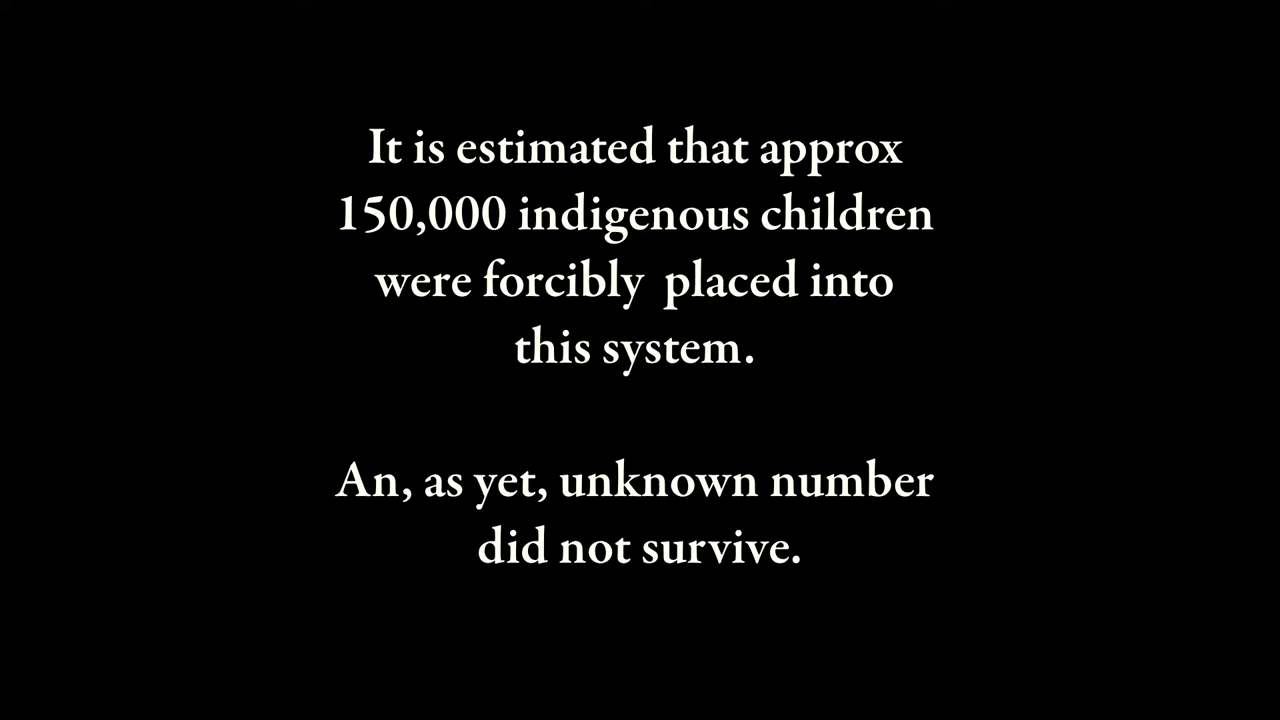 It is estimated that approx
150,000 indigenous children
were forcibly  placed into
this system.
An, as yet, unknown number
did not survive.